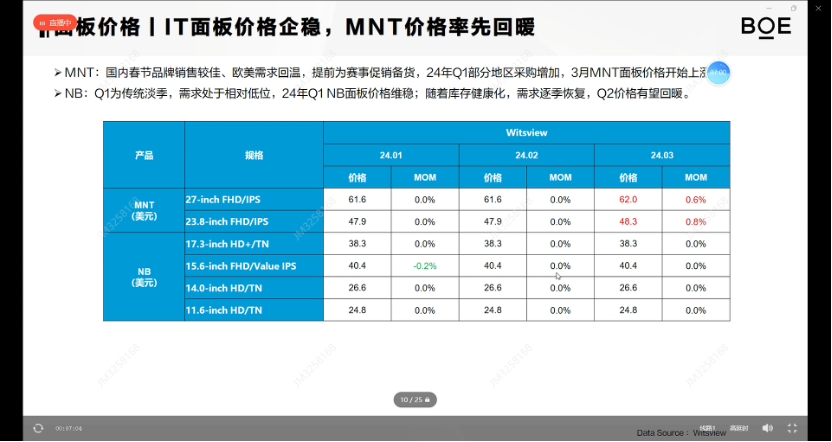 直播中
面板价格丨IT面板价格企稳，MNT价格率先回暖
BOE
➢MNT：国内春节品牌销售较佳、欧美需求回温，提前为赛事促销备货，24年Q1部分地区采购增加，3月MNT面板价格开始上涨
➢NB：Q1为传统淡季，需求处于相对低位，24年Q1 NB面板价格维稳；随着库存健康化，需求逐季恢复，Q2价格有望回暖。
产品 规格 Witsview
24.01 24.02 24.03
价格 MOM 价格 MOM 价格 MOM
MNT
(美元)
27-inch FHD/IPS 61.6 0.0% 61.6 0.0% 62.0 0.6%
23.8-inch FHD/IPS 47.9 0.0% 47.9 0.0% 48.3 0.8%
NB
(美元)
17.3-inch HD+/TN 38.3 0.0% 38.3 0.0% 38.3 0.0%
15.6-inch FHD/Value IPS 40.4 -0.2% 40.4 0.0% 40.4 0.0%
14.0-inch HD/TN 26.6 0.0% 26.6 0.0% 26.6 0.0%
11.6-inch HD/TN 24.8 0.0% 24.8 0.0% 24.8 0.0%
JM3258168
10 / 25
00:07:04
Data Source：Witsview